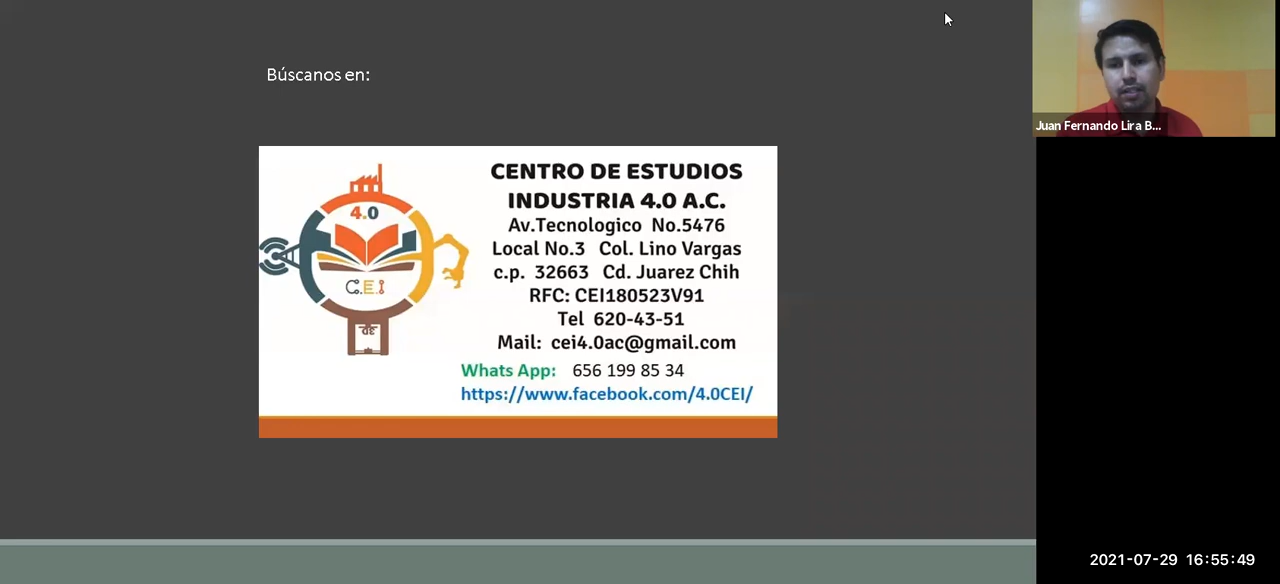 Búscanos en:
4.0
C.E.I
CENTRO DE ESTUDIOS
INDUSTRIA 4.0 A.C.
Av.Tecnologico No.5476
Local No.3 Col. Lino Vargas
c.p. 32663 Cd. Juarez Chih
RFC: CEI180523V91
Tel 620-43-51
Mail: cei4.0ac@gmail.com
Whats App: 656 199 85 34
https://www.facebook.com/4.0CEI/
Juan Fernando Lira B...
2021-07-29 16:55:49